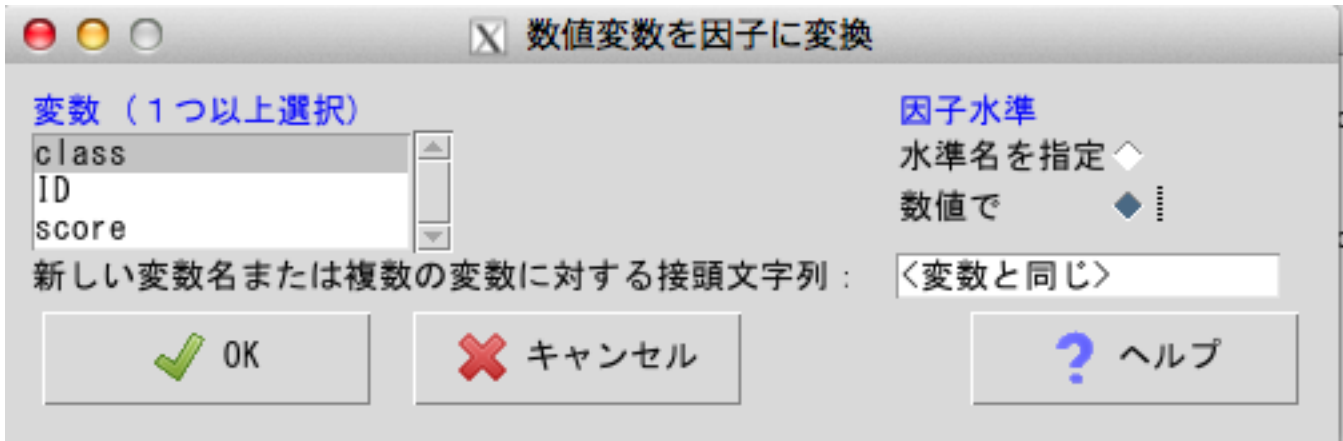 数値変数を因子に変換
変数（１つ以上選択）
class
ID
score
因子水準
水準名を指定
数値で
新しい変数名または複数の変数に対する接頭文字列：
<変数と同じ>
OK
キャンセル
ヘルプ